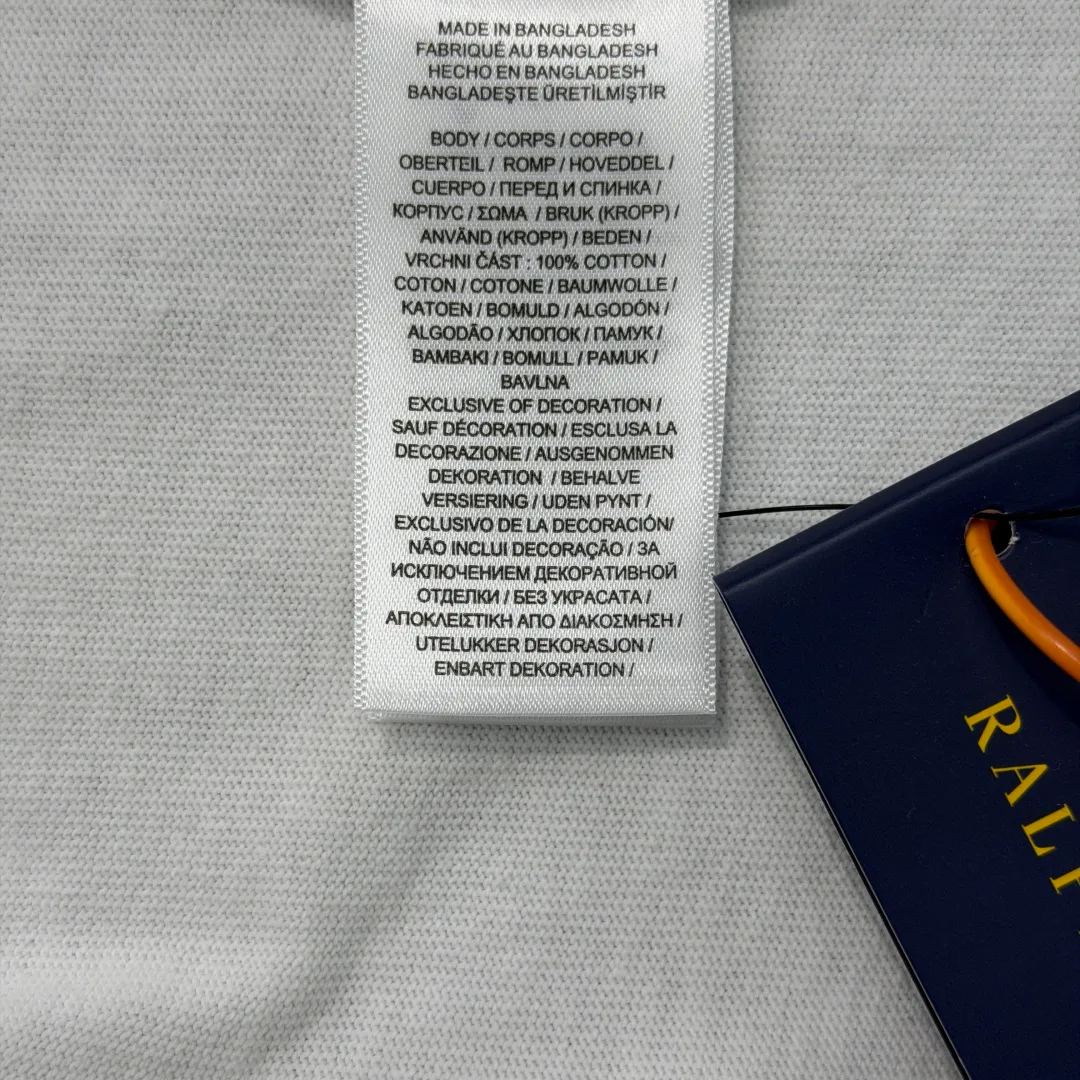 MADE IN BANGLADESH
FABRIQUÉ AU BANGLADESH
HECHO EN BANGLADESH
BANGLADEŞTE ÜRETİLMİŞTİR
BODY / CORPS / CORPO /
OBERTEIL / ROMP / HOVEDDEL /
CUERPO / ПЕРЕД И СПИНКА /
КОРПУС / ΣΩΜΑ / BRUK (KROPP) /
ANVÄND (KROPP) / BEDEN /
VRCHNI ČÁST : 100% COTTON /
COTON / COTONE / BAUMWOLLE /
KATOEN / BOMULD / ALGODÓN /
ALGODÃO / ХЛОПОК / ПАМУК /
BAMBAKI / BOMULL / PAMUK /
BAVLNA
EXCLUSIVE OF DECORATION /
SAUF DÉCORATION / ESCLUSA LA
DECORAZIONE / AUSGENOMMEN
DEKORATION / BEHALVE
VERSIERING / UDEN PYNT /
EXCLUSIVO DE LA DECORACIÓN/
NÃO INCLUI DECORAÇÃO / ЗА
ИСКЛЮЧЕНИЕМ ДЕКОРАТИВНОЙ
ОТДЕЛКИ / БЕЗ УКРАСАТА /
ΑΠΟΚΛΕΙΣΤΙΚΗ ΑΠΟ ΔΙΑΚΟΣΜΗΣΗ /
UTELUKKER DEKORASJON /
ENBART DEKORATION /
RALP